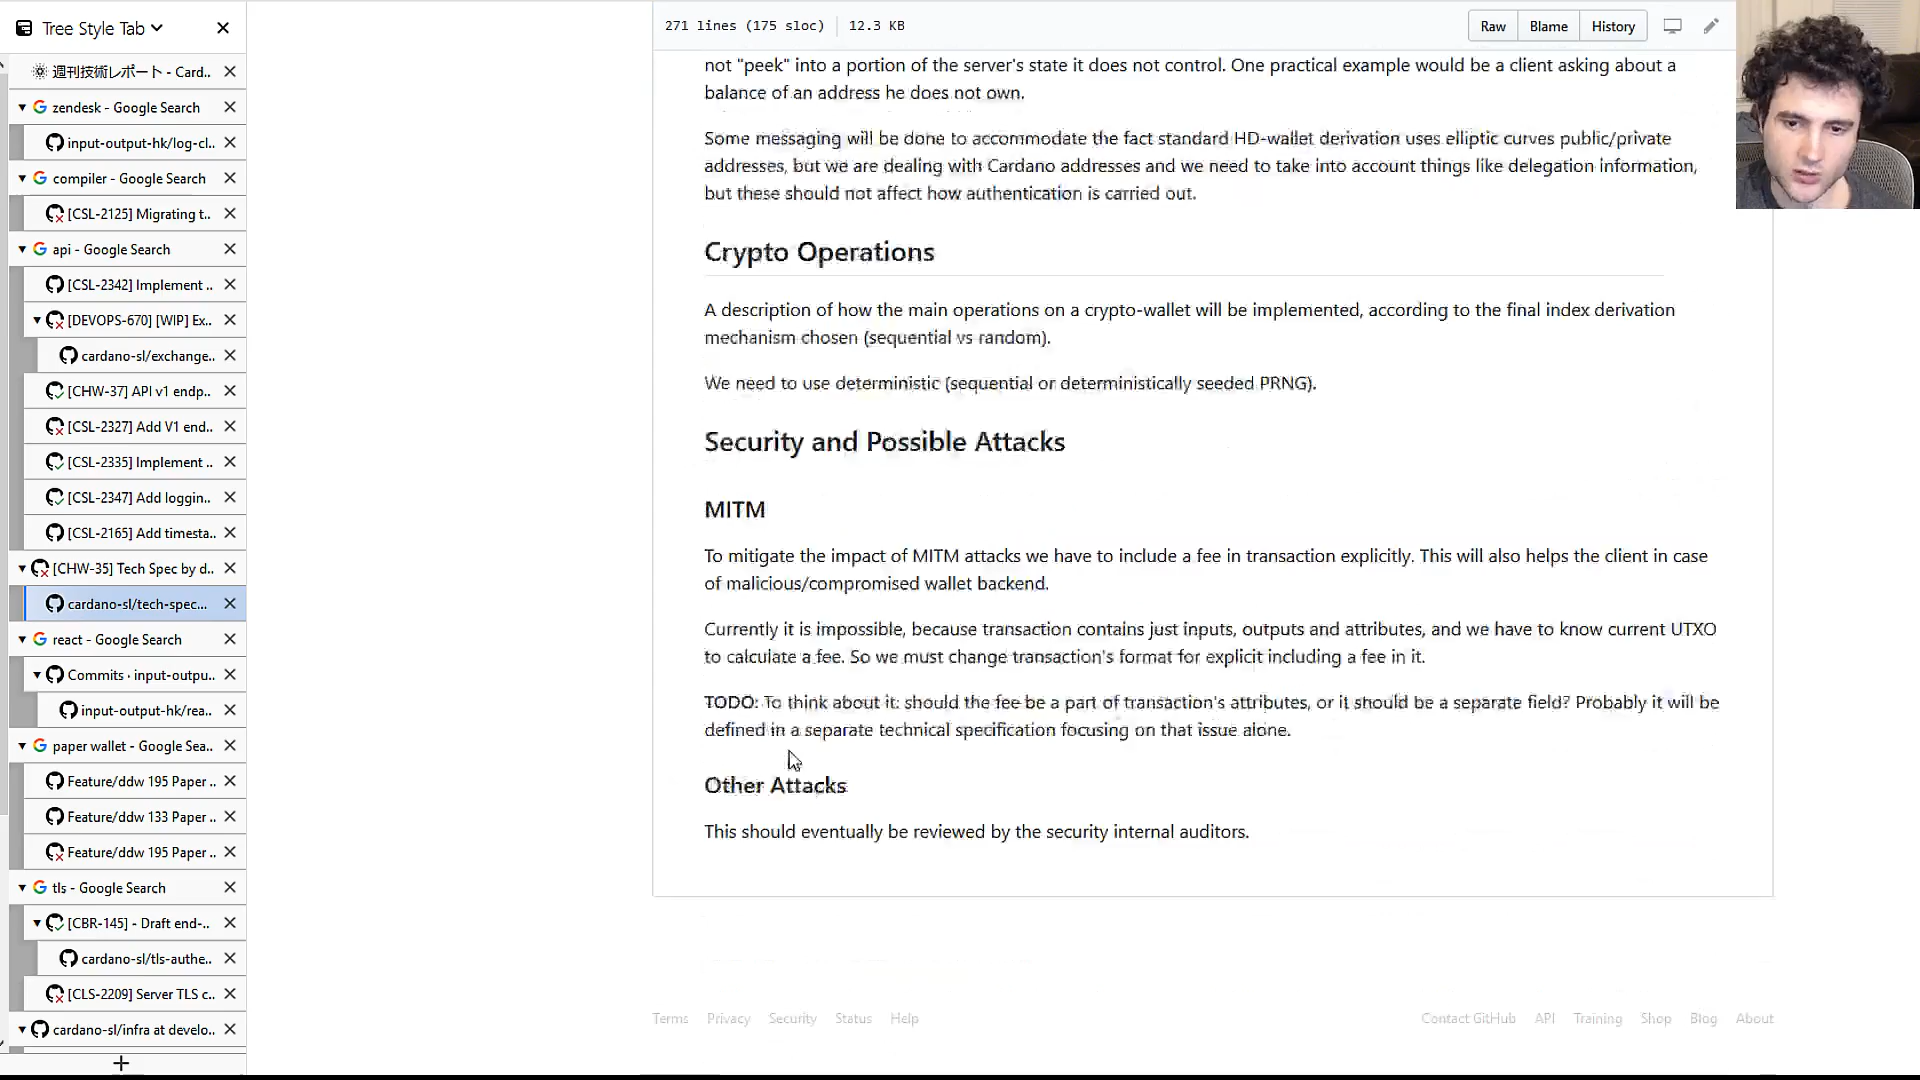 Tree Style Tab
週刊技術レポート - Card..
zendesk - Google Search
input-output-hk/log-cl..
compiler - Google Search
[CSL-2125] Migrating t..
api - Google Search
[CSL-2342] Implement ..
[DEVOPS-670] [WIP] Ex..
cardano-sl/exchange..
[CHW-37] API v1 endp..
[CSL-2327] Add V1 end..
[CSL-2335] Implement ..
[CSL-2347] Add loggin..
[CSL-2165] Add timesta..
[CHW-35] Tech Spec by d..
cardano-sl/tech-spec...
react - Google Search
Commits · input-outpu..
input-output-hk/rea..
paper wallet - Google Sea..
Feature/ddw 195 Paper ..
Feature/ddw 133 Paper ..
Feature/ddw 195 Paper ..
tls - Google Search
[CBR-145] - Draft end-..
cardano-sl/tls-authe..
[CLS-2209] Server TLS c..
cardano-sl/infra at develo..
271 lines (175 sloc) 12.3 KB
Raw Blame History
not "peek" into a portion of the server's state it does not control. One practical example would be a client asking about a
balance of an address he does not own.
Some messaging will be done to accommodate the fact standard HD-wallet derivation uses elliptic curves public/private
addresses, but we are dealing with Cardano addresses and we need to take into account things like delegation information,
but these should not affect how authentication is carried out.
Crypto Operations
A description of how the main operations on a crypto-wallet will be implemented, according to the final index derivation
mechanism chosen (sequential vs random).
We need to use deterministic (sequential or deterministically seeded PRNG).
Security and Possible Attacks
MITM
To mitigate the impact of MITM attacks we have to include a fee in transaction explicitly. This will also helps the client in case
of malicious/compromised wallet backend.
Currently it is impossible, because transaction contains just inputs, outputs and attributes, and we have to know current UTXO
to calculate a fee. So we must change transaction's format for explicit including a fee in it.
TODO: To think about it: should the fee be a part of transaction's attributes, or it should be a separate field? Probably it will be
defined in a separate technical specification focusing on that issue alone.
Other Attacks
This should eventually be reviewed by the security internal auditors.
Terms Privacy Security Status Help
Contact GitHub API Training Shop Blog About